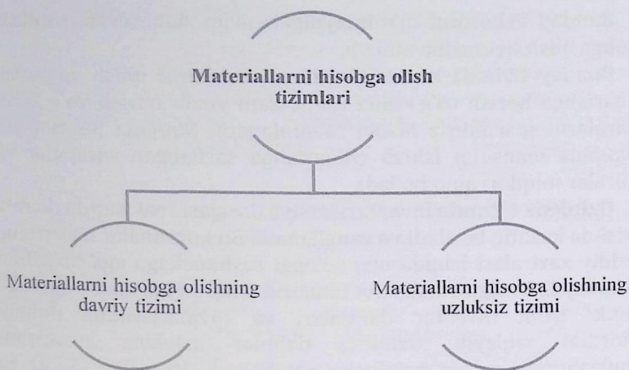 Materiallarni hisobga olish
tizimlari
Materiallarni hisobga olishning
davriy tizimi
Materiallarni hisobga olishning
uzluksiz tizimi